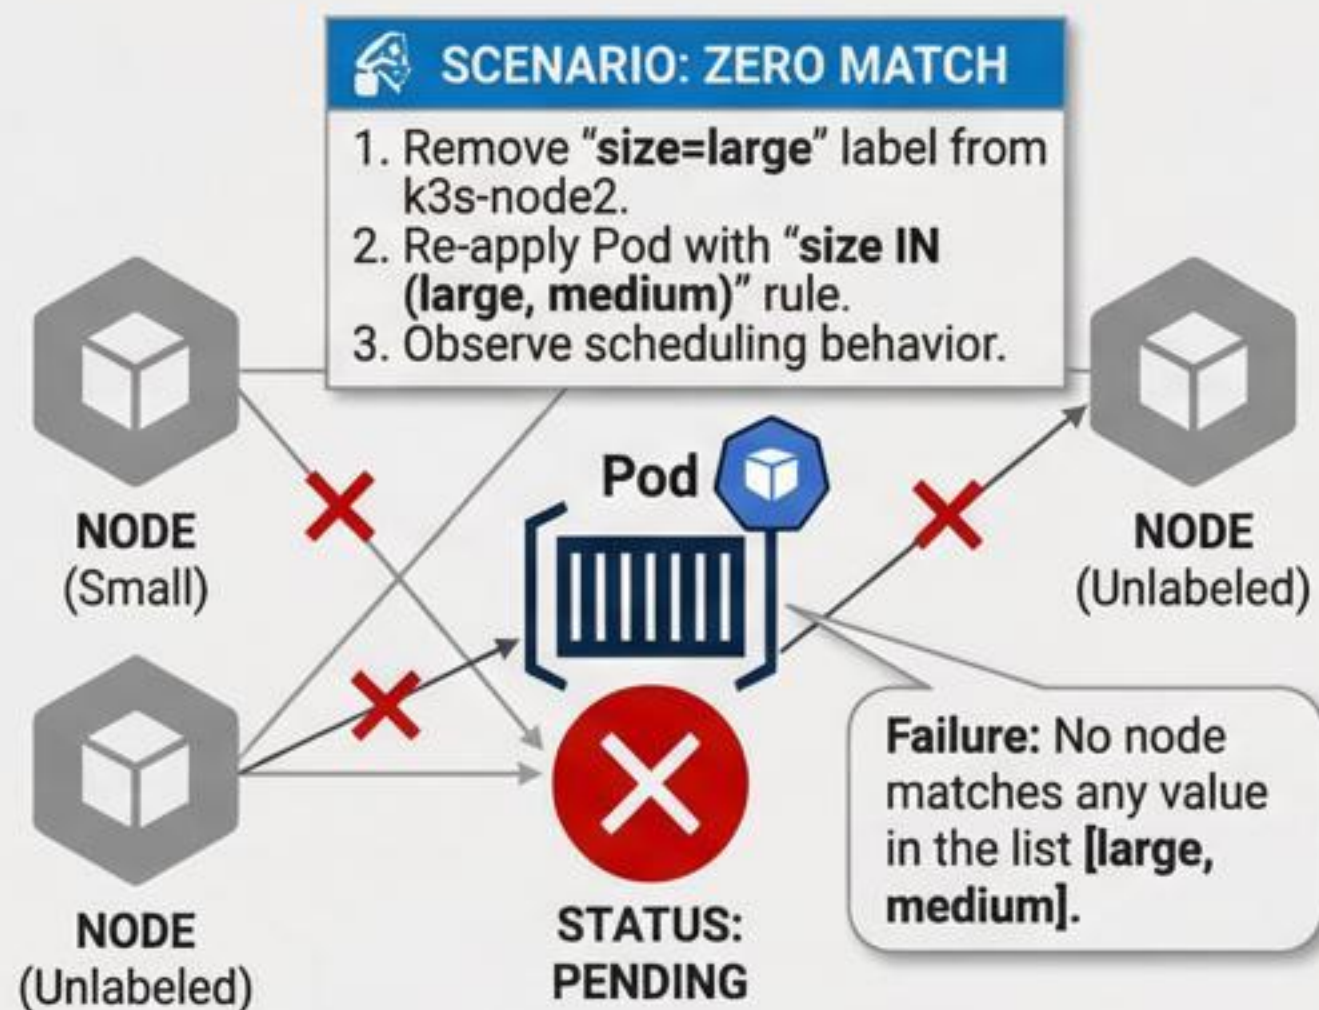 SCENARIO: ZERO MATCH
1. Remove “size=large” label from
k3s-node2.
2. Re-apply Pod with “size IN
(large, medium)” rule.
3. Observe scheduling behavior.
NODE
(Small)
Pod
NODE
(Unlabeled)
NODE
(Unlabeled)
STATUS:
PENDING
Failure: No node
matches any value
in the list [large,
medium].